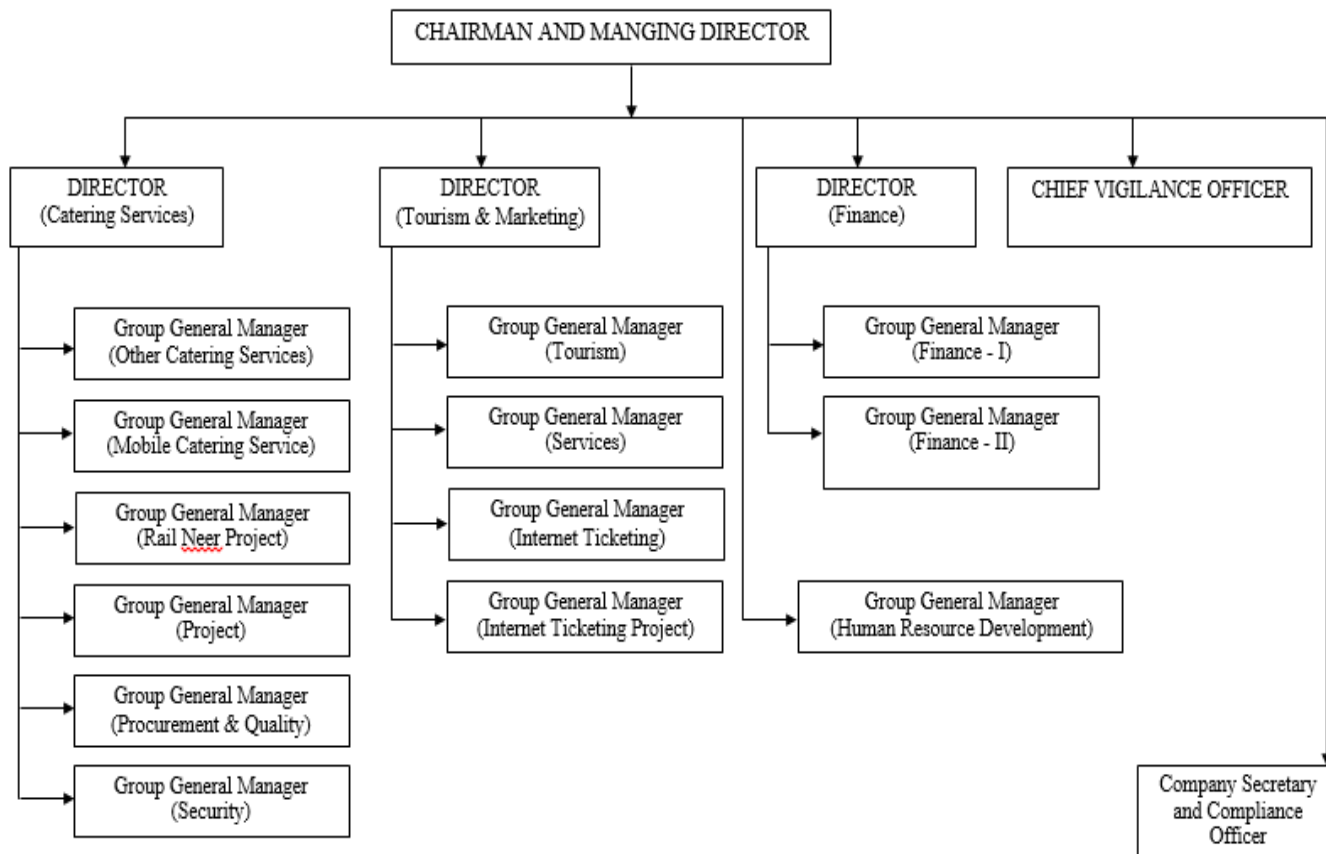 CHAIRMAN AND MANGING DIRECTOR
DIRECTOR
(Catering Services)
DIRECTOR
(Tourism & Marketing)
DIRECTOR
(Finance)
CHIEF VIGILANCE OFFICER
Group General Manager
(Other Catering Services)
Group General Manager
(Mobile Catering Service)
Group General Manager
(Rail Neer Project)
Group General Manager
(Project)
Group General Manager
(Procurement & Quality)
Group General Manager
(Security)
Group General Manager
(Tourism)
Group General Manager
(Services)
Group General Manager
(Internet Ticketing)
Group General Manager
(Internet Ticketing Project)
Group General Manager
(Finance - I)
Group General Manager
(Finance - II)
Group General Manager
(Human Resource Development)
Company Secretary
and Compliance
Officer